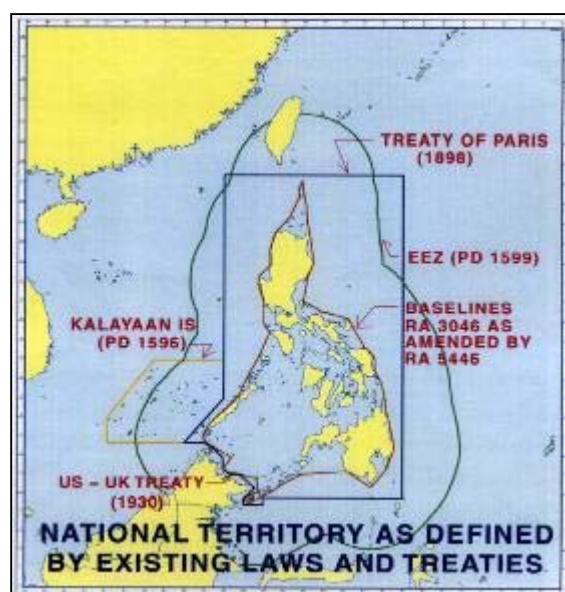 TREATY OF PARIS
(1898)
EEZ (PD 1599)
BASELINES
RA 3046 AS
AMENDED BY
RA 5446
KALAYAAN IS
(PD 1596)
US - UK TREATY
(1930)
NATIONAL TERRITORY AS DEFINED
BY EXISTING LAWS AND TREATIES